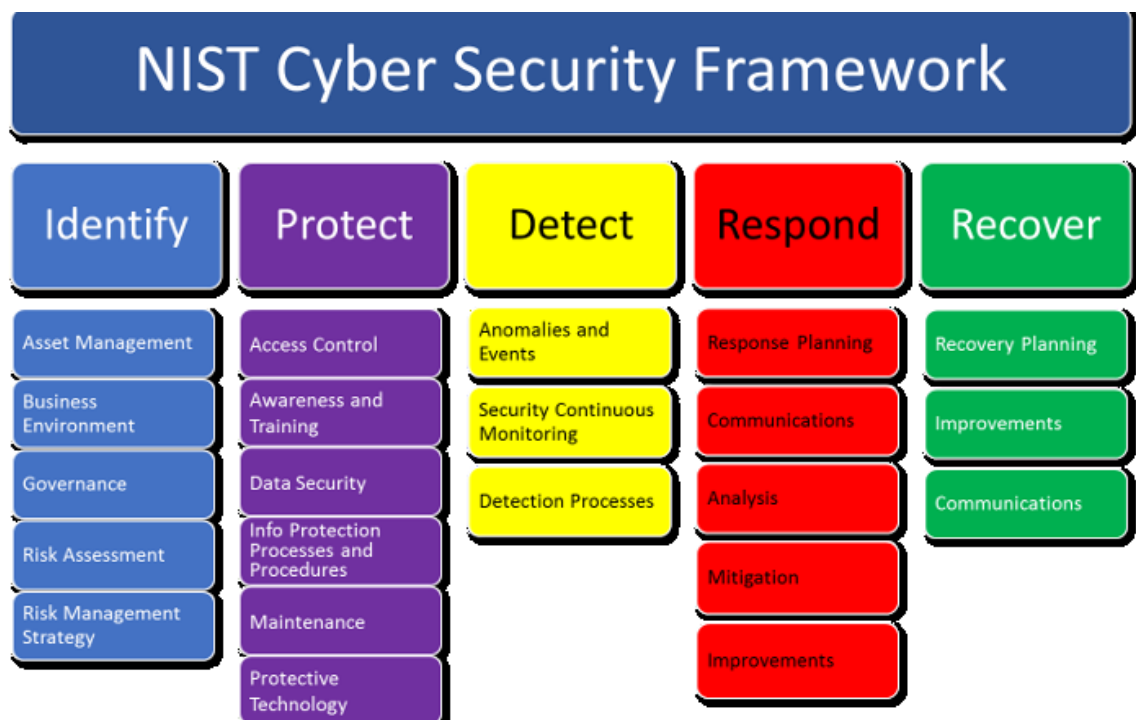 NIST Cyber Security Framework
Identify
Protect
Detect
Respond
Recover
Asset Management
Business
Environment
Governance
Risk Assessment
Risk Management
Strategy
Access Control
Awareness and
Training
Data Security
Info Protection
Processes and
Procedures
Maintenance
Protective
Technology
Anomalies and
Events
Security Continuous
Monitoring
Detection Processes
Response Planning
Communications
Analysis
Mitigation
Improvements
Recovery Planning
Improvements
Communications